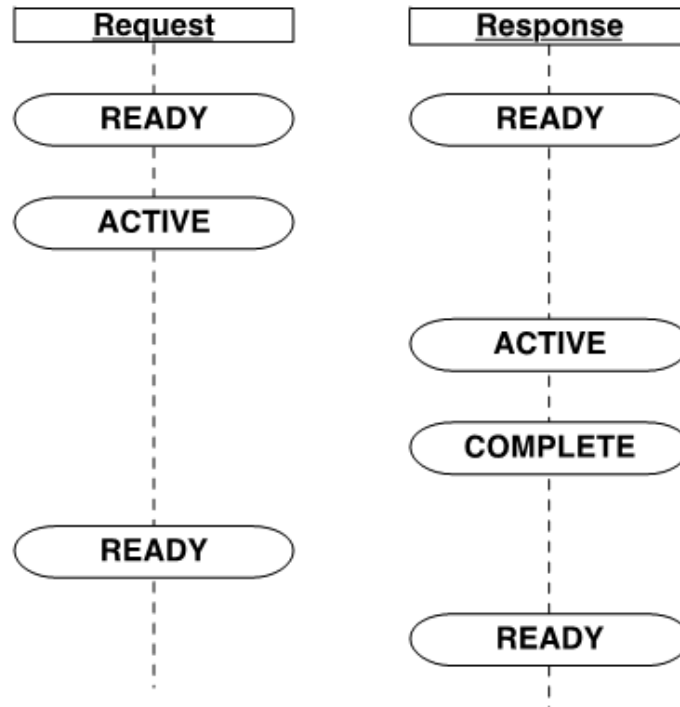 Request
Response
READY
READY
ACTIVE
ACTIVE
COMPLETE
READY
READY